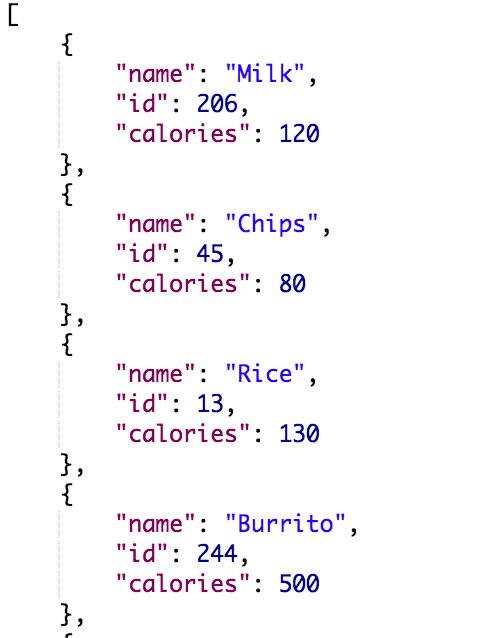 [
    {
        "name": "Milk",
        "id": 206,
        "calories": 120
    },
    {
        "name": "Chips",
        "id": 45,
        "calories": 80
    },
    {
        "name": "Rice",
        "id": 13,
        "calories": 130
    },
    {
        "name": "Burrito",
        "id": 244,
        "calories": 500
    },
    {